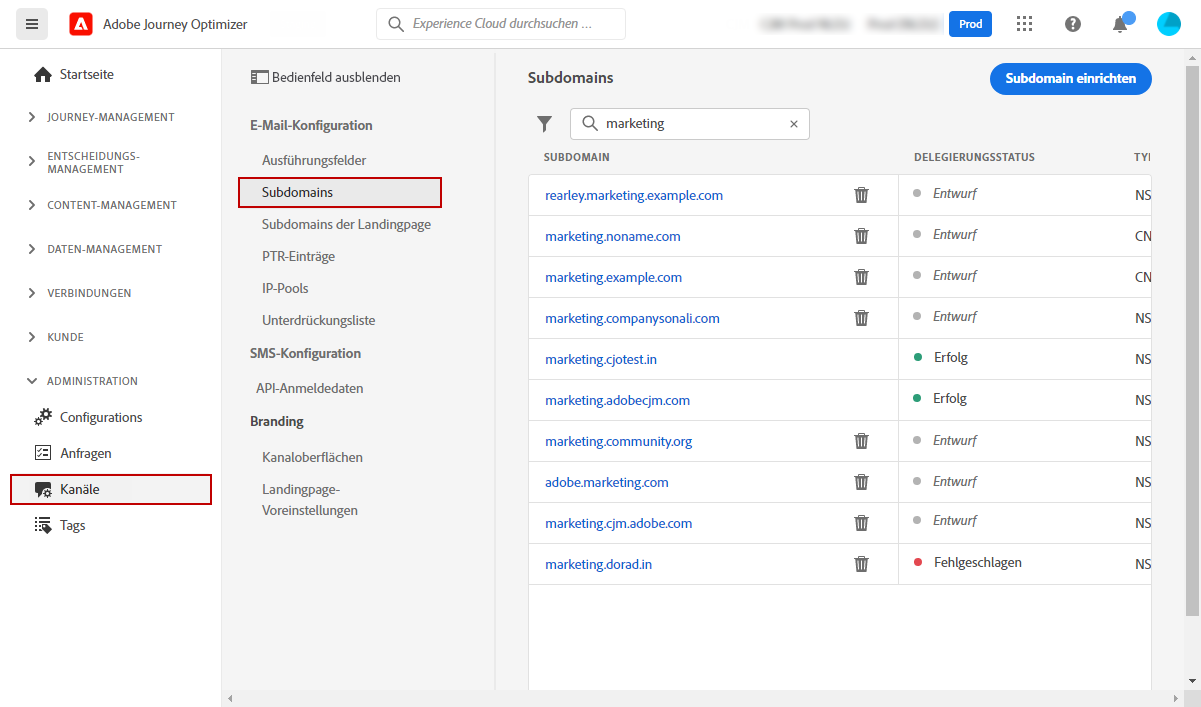 Adobe Journey Optimizer
Experience Cloud durchsuchen ...
Prod
Startseite
JOURNEY-MANAGEMENT
ENTSCHEIDUNGS-
MANAGEMENT
CONTENT-MANAGEMENT
DATEN-MANAGEMENT
VERBINDUNGEN
KUNDE
ADMINISTRATION
Configurations
Anfragen
Kanäle
Tags
Bedienfeld ausblenden
E-Mail-Konfiguration
Ausführungsfelder
Subdomains
Subdomains der Landingpage
PTR-Einträge
IP-Pools
Unterdrückungsliste
SMS-Konfiguration
API-Anmeldedaten
Branding
Kanaloberflächen
Landingpage-
Voreinstellungen
Subdomains
Subdomain einrichten
marketing
SUBDOMAIN DELEGIERUNGSSTATUS TYI
rearley.marketing.example.com Entwurf NS
marketing.noname.com Entwurf CN
marketing.example.com Entwurf CN
marketing.companysonali.com Entwurf NS
marketing.cjotest.in Erfolg NS
marketing.adobecjm.com Erfolg NS
marketing.community.org Entwurf NS
adobe.marketing.com Entwurf NS
marketing.cjm.adobe.com Entwurf NS
marketing.dorad.in Fehlgeschlagen NS